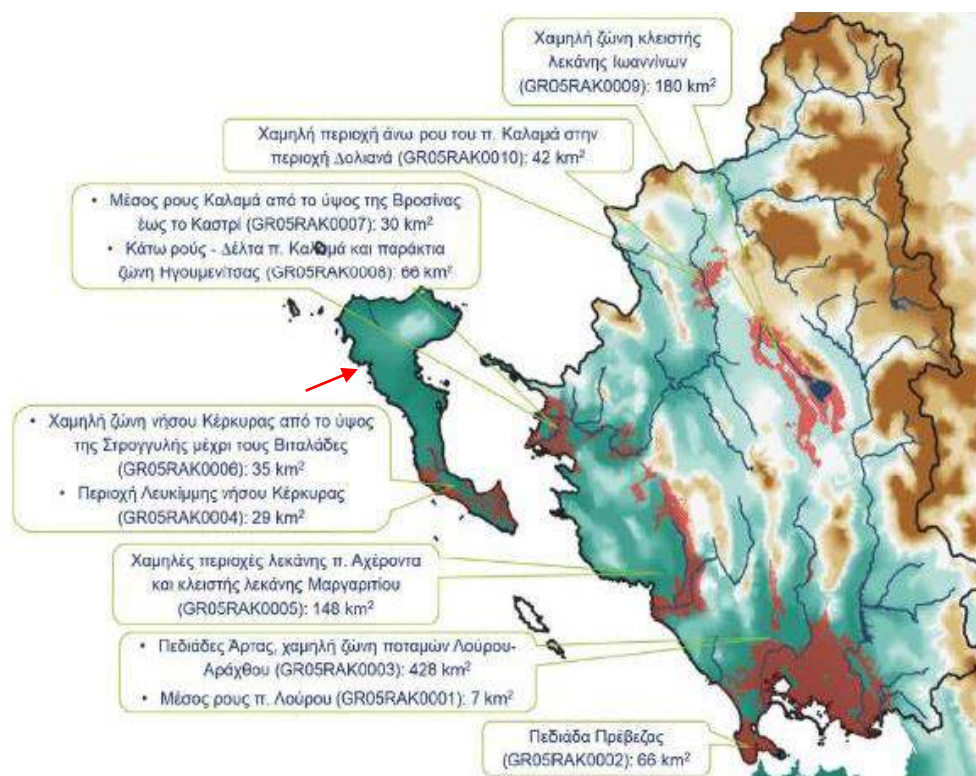 Χαμηλή ζώνη κλειστής
λεκάνης Ιωαννίνων
(GR05RAK0009): 180 km²
Χαμηλή περιοχή άνω ρου του π. Καλαμά στην
περιοχή Δολιανά (GR05RAK0010): 42 km²
• Μέσος ρους Καλαμά από το ύψος της Βροσίνας
έως το Καστρί (GR05RAK0007): 30 km²
• Κάτω ρούς - Δέλτα π. Καλαμά και παράκτια
ζώνη Ηγουμενίτσας (GR05RAK0008): 66 km²
• Χαμηλή ζώνη νήσου Κέρκυρας από το ύψος
της Στρογγυλής μέχρι τους Βιταλάδες
(GR05RAK0006): 35 km²
• Περιοχή Λευκίμμης νήσου Κέρκυρας
(GR05RAK0004): 29 km²
Χαμηλές περιοχές λεκάνης π. Αχέροντα
και κλειστής λεκάνης Μαργαριτίου
(GR05RAK0005): 148 km²
• Πεδιάδες Άρτας, χαμηλή ζώνη ποταμών Λούρου-
Αράχθου (GR05RAK0003): 428 km²
• Μέσος ρους π. Λούρου (GR05RAK0001): 7 km²
Πεδιάδα Πρέβεζας
(GR05RAK0002): 66 km²